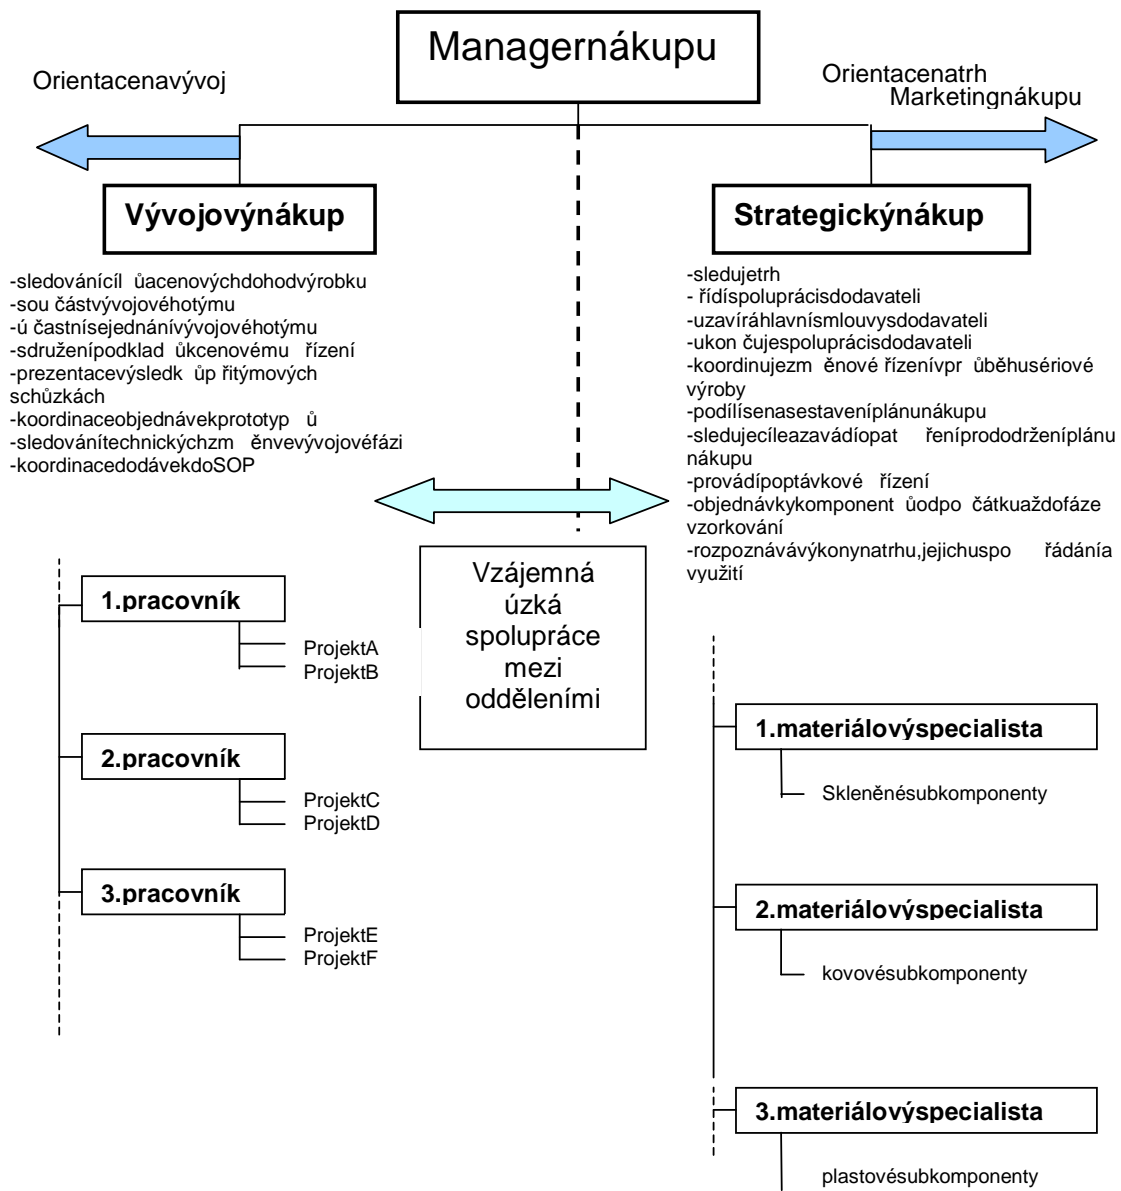 Managernákupu
Orientacenavývoj
Orientacenatrh
Marketingnákupu
Vývojovýnákup
-sledovánícíl ůacenovýchdohodvýrobku
-sou částvývojovéhotýmu
-ú častnísejednánívývojovéhotýmu
-sdruženípodklad ůkcenovému řízení
-prezentacevýsledk ůp řitýmových
schůzkách
-koordinaceobjednávekprototyp ů
-sledovánítechnickýchzm ěnvevývojovéfázi
-koordinacedodávekdoSOP
Strategickýnákup
-sledujetrh
- řídíspoluprácisdodavateli
-uzavíráhlavnísmlouvysdodavateli
-ukon čujespoluprácisdodavateli
-koordinujezm ěnové řízenívpr ůběhusériové
výroby
-podílísenasestaveníplánunákupu
-sledujecíleazavádíopat řeníprododrženíplánu
nákupu
-provádípoptávkové řízení
-objednávkykomponent ůodpo čátkuaždofáze
vzorkování
-rozpoznávávýkonynatrhu,jejichuspo řádánía
využití
Vzájemná
úzká
spolupráce
mezi
odděleními
1.pracovník
ProjektA
ProjektB
2.pracovník
ProjektC
ProjektD
3.pracovník
ProjektE
ProjektF
1.materiálovýspecialista
Skleněnésubkomponenty
2.materiálovýspecialista
kovovésubkomponenty
3.materiálovýspecialista
plastovésubkomponenty